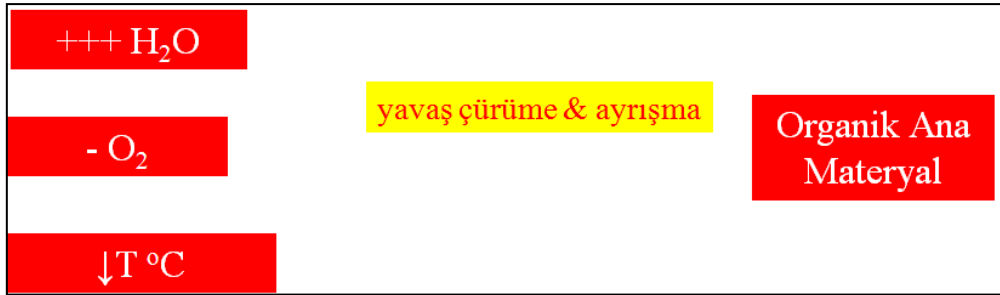 +++ H₂O
- O₂
↓T ºC
yavaş çürüme & ayrışma
Organik Ana
Materyal